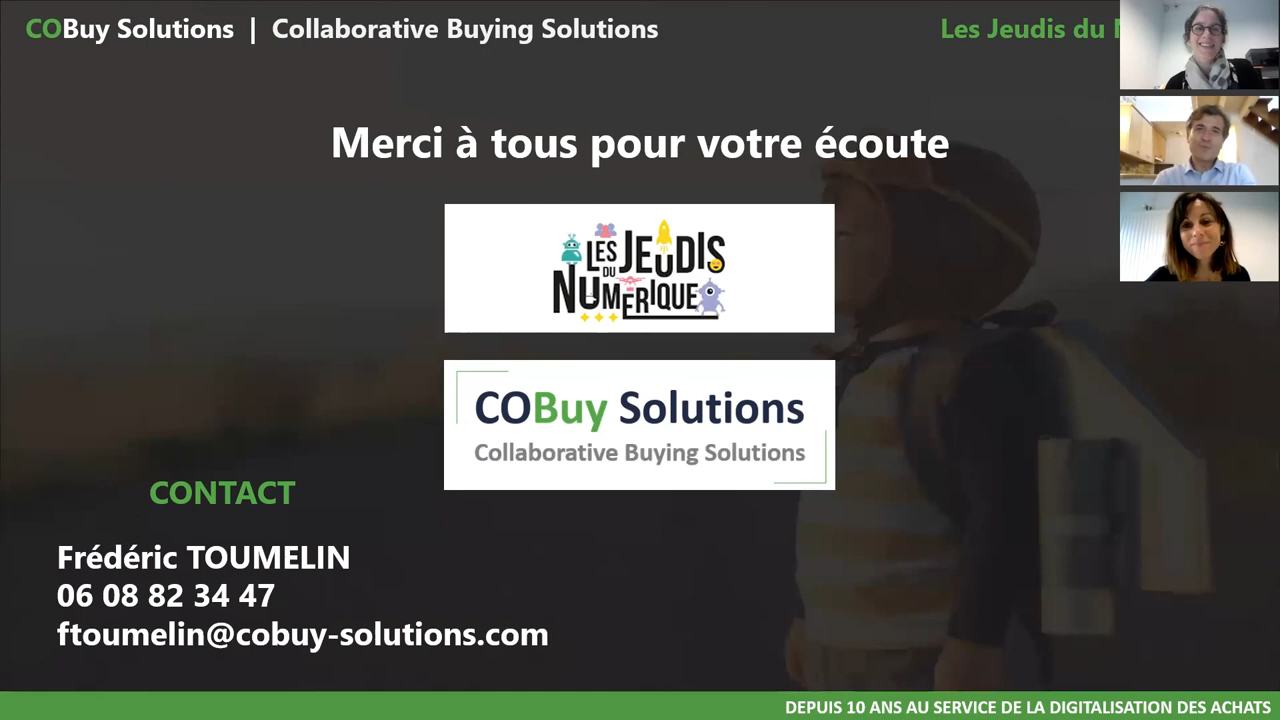 COBuy Solutions | Collaborative Buying Solutions
Les Jeudis du
Merci à tous pour votre écoute
LES JEUDIS
DU
NUMERIQUE
COBuy Solutions
Collaborative Buying Solutions
CONTACT
Frédéric TOUMELIN
06 08 82 34 47
ftoumelin@cobuy-solutions.com
DEPUIS 10 ANS AU SERVICE DE LA DIGITALISATION DES ACHATS